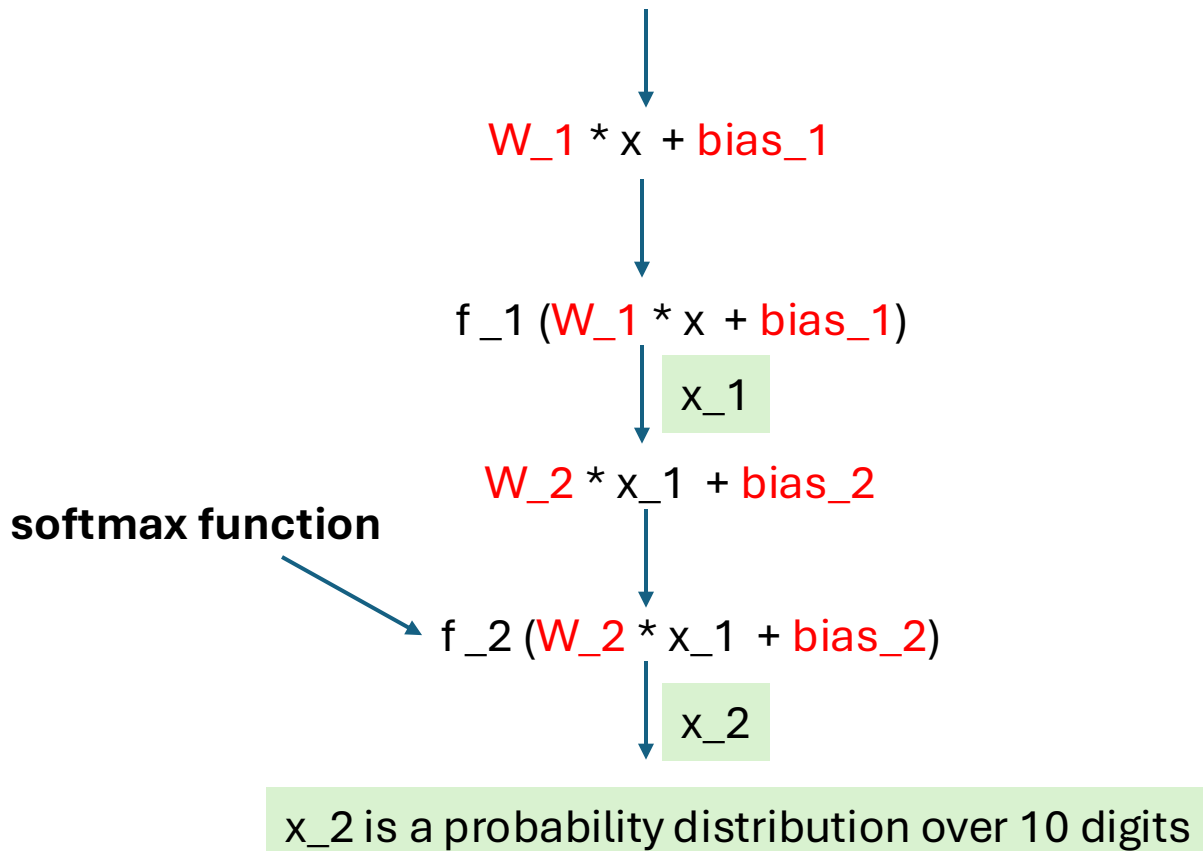 W_1 * x + bias_1
f _1 (W_1 * x + bias_1)
x_1
W_2 * x_1 + bias_2
softmax function
f _2 (W_2 * x_1 + bias_2)
x_2
x_2 is a probability distribution over 10 digits